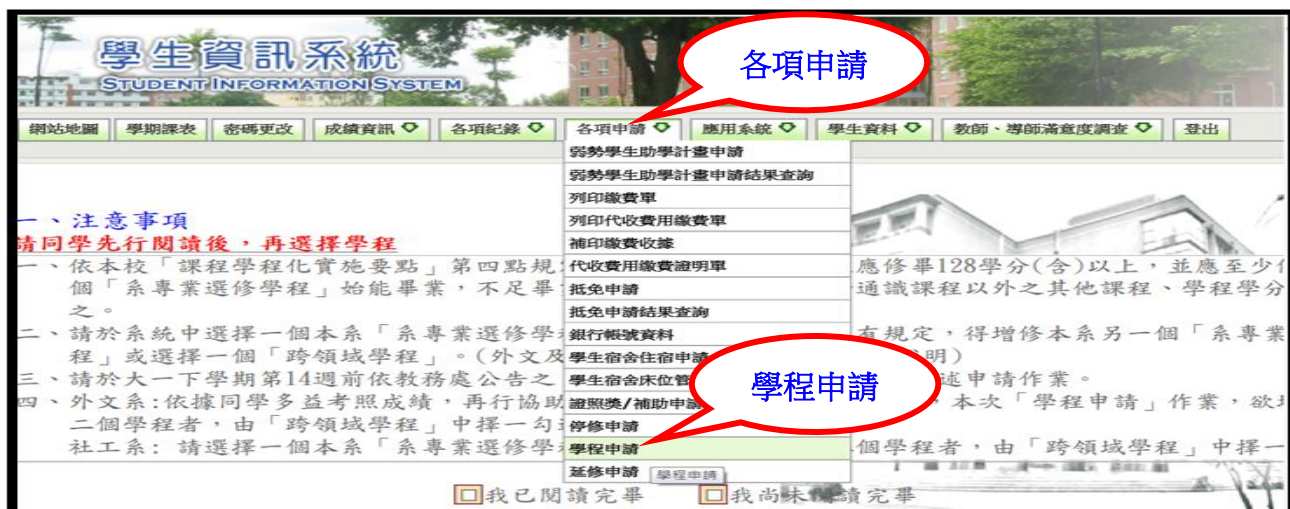 學生資訊系統
STUDENT INFORMATION SYSTEM
各項申請
網站地圖 學期課表 密碼更改 成績資訊 各項紀錄 各項申請 應用系統 學生資料 教師、導師滿意度調查 登出
弱勢學生助學計畫申請
弱勢學生助學計畫申請結果查詢
列印繳費單
列印代收費用繳費單
補印繳費收據
代收費用繳費證明單
抵免申請
抵免申請結果查詢
銀行帳號資料
學生宿舍住宿申請
學生宿舍床位管
證照獎/補助申請
停修申請
學程申請
延修申請
學程申請
學程申請
一、注意事項
請同學先行閱讀後，再選擇學程
一、依本校「課程學程化實施要點」第四點規 應修畢128學分(含)以上，並應至少
個「系專業選修學程」始能畢業，不足畢 通識課程以外之其他課程、學程學分
之。
二、請於系統中選擇一個本系「系專業選修學 有規定，得增修本系另一個「系專業
程」或選擇一個「跨領域學程」。(外文及 明)
三、請於大一下學期第14週前依教務處公告之 述申請作業。
四、外文系:依據同學多益考照成績，再行協助 ，本次「學程申請」作業，欲
二個學程者，由「跨領域學程」中擇一勾
社工系: 請選擇一個本系「系專業選修學 個學程者，由「跨領域學程」中擇一
我已閱讀完畢 我尚未閱讀完畢